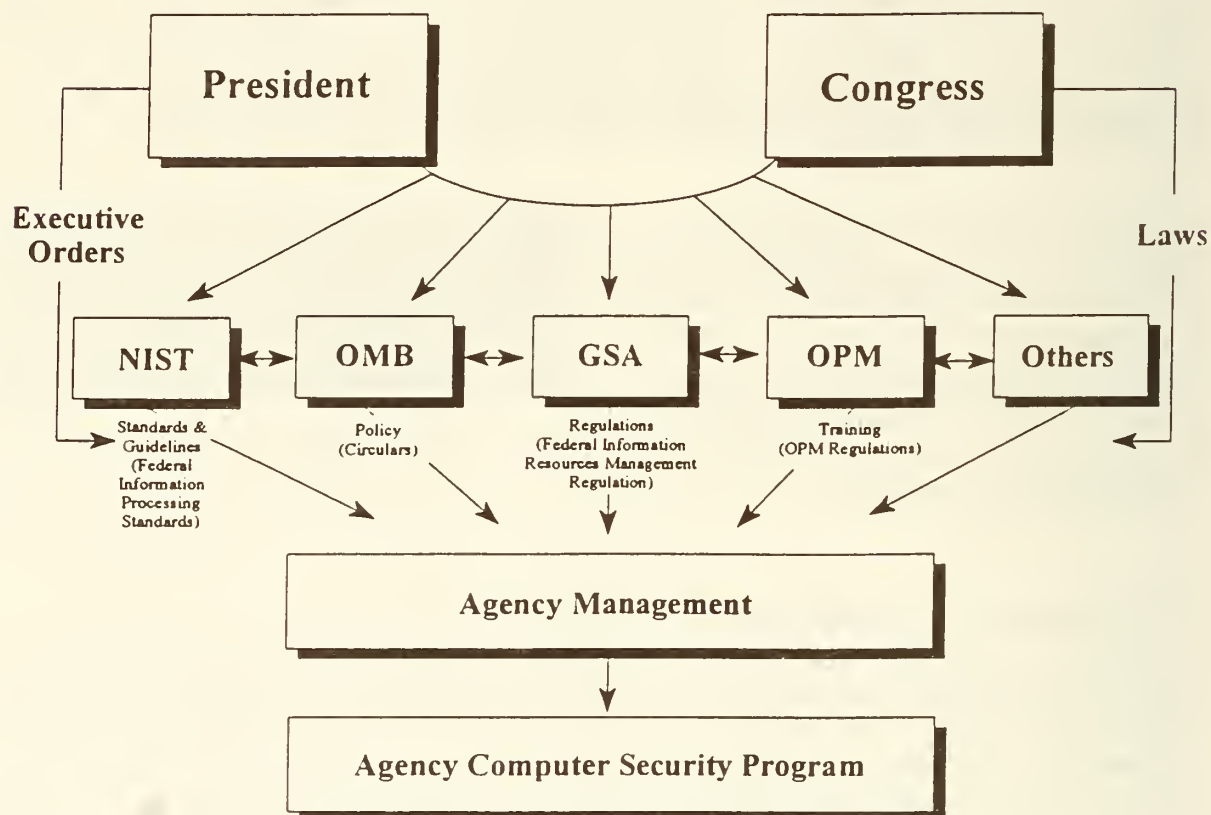 President
Congress
Executive
Orders
Laws
NIST
OMB
GSA
OPM
Others
Standards &
Guidelines
(Federal
Information
Processing
Standards)
Policy
(Circulars)
Regulations
(Federal Information
Resources Management
Regulation)
Training
(OPM Regulations)
Agency Management
Agency Computer Security Program